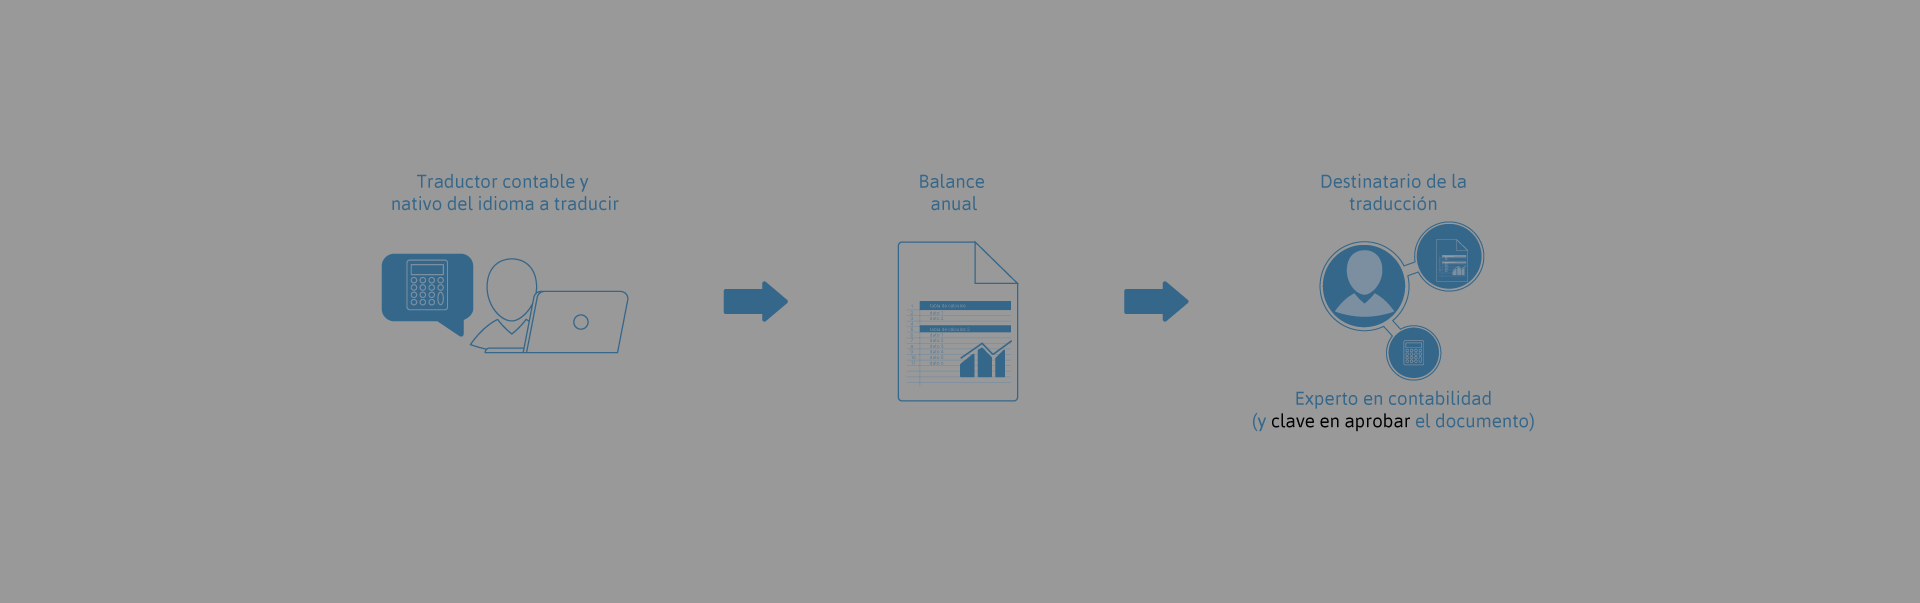 Traductor contable y
nativo del idioma a traducir
Balance
anual
Destinatario de la
traducción
Experto en contabilidad
(y clave en aprobar el documento)